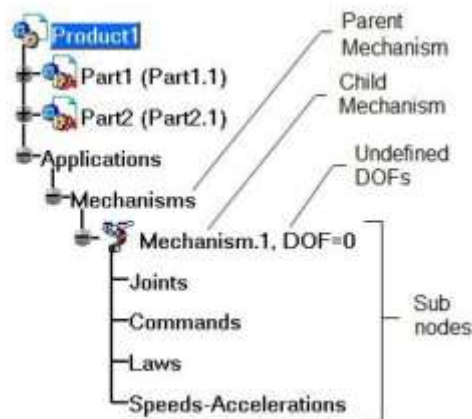 Product1
Parent
Mechanism
Part1 (Part1.1)
Child
Mechanism
Part2 (Part2.1)
Undefined
DOFs
Applications
Mechanisms
Mechanism.1, DOF=0
Joints
Commands
Sub
nodes
Laws
Speeds-Accelerations